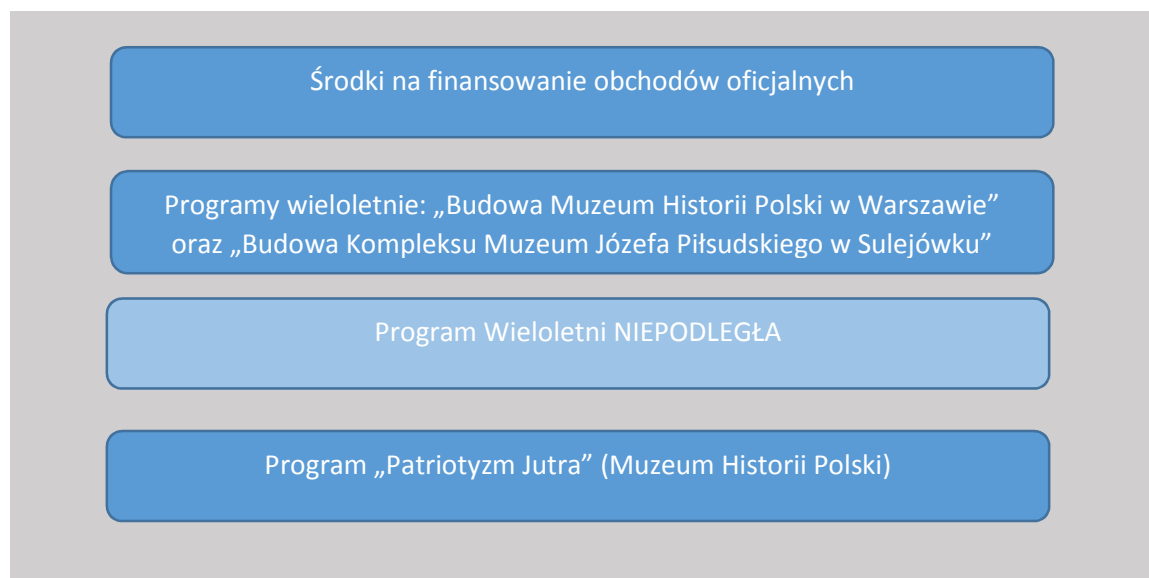 Środki na finansowanie obchodów oficjalnych
Programy wieloletnie: „Budowa Muzeum Historii Polski w Warszawie”
oraz „Budowa Kompleksu Muzeum Józefa Piłsudskiego w Sulejówku”
Program Wieloletni NIEPODLEGŁA
Program „Patriotyzm Jutra” (Muzeum Historii Polski)